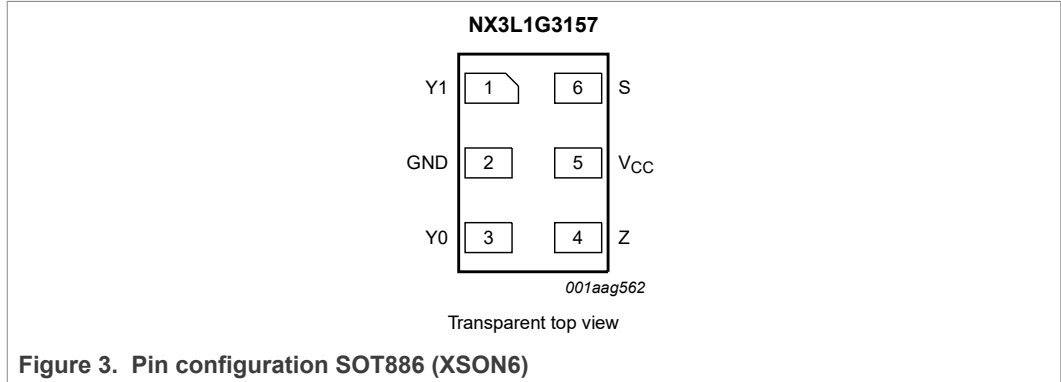 NX3L1G3157
Y1 1 6 S
GND 2 5 VCC
Y0 3 4 Z
001aag562
Transparent top view
Figure 3. Pin configuration SOT886 (XSON6)